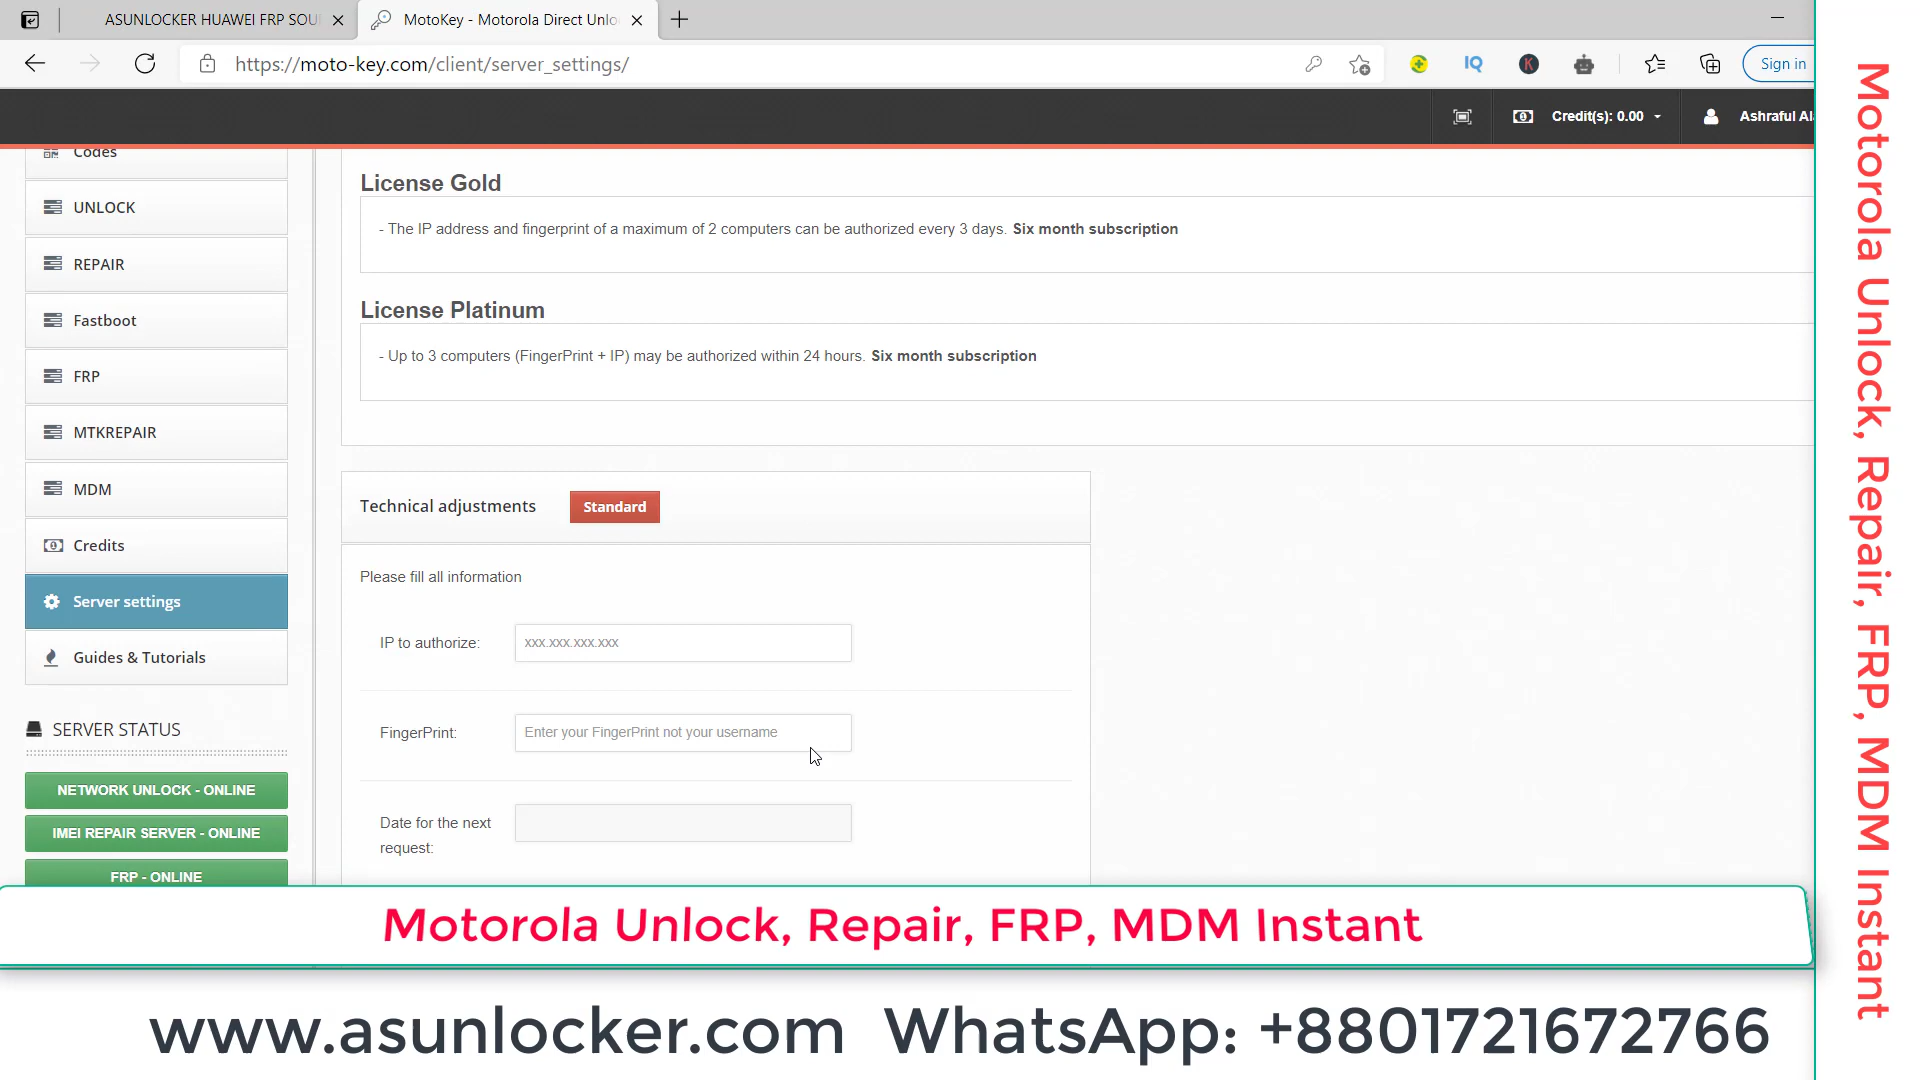 ASUNLOCKER HUAWEI FRP SOU
MotoKey - Motorola Direct Unlo
https://moto-key.com/client/server_settings/
IQ
K
Sign in
Credit(s): 0.00
Ashraful Al
Codes
UNLOCK
REPAIR
Fastboot
FRP
MTKREPAIR
MDM
Credits
Server settings
Guides & Tutorials
SERVER STATUS
NETWORK UNLOCK - ONLINE
IMEI REPAIR SERVER - ONLINE
FRP - ONLINE
License Gold
- The IP address and fingerprint of a maximum of 2 computers can be authorized every 3 days. Six month subscription
License Platinum
- Up to 3 computers (FingerPrint + IP) may be authorized within 24 hours. Six month subscription
Technical adjustments
Standard
Please fill all information
IP to authorize:
xxx.xxx.xxx.xxx
FingerPrint:
Enter your FingerPrint not your username
Date for the next
request:
Motorola Unlock, Repair, FRP, MDM Instant
Motorola Unlock, Repair, FRP, MDM Instant
www.asunlocker.com WhatsApp: +8801721672766